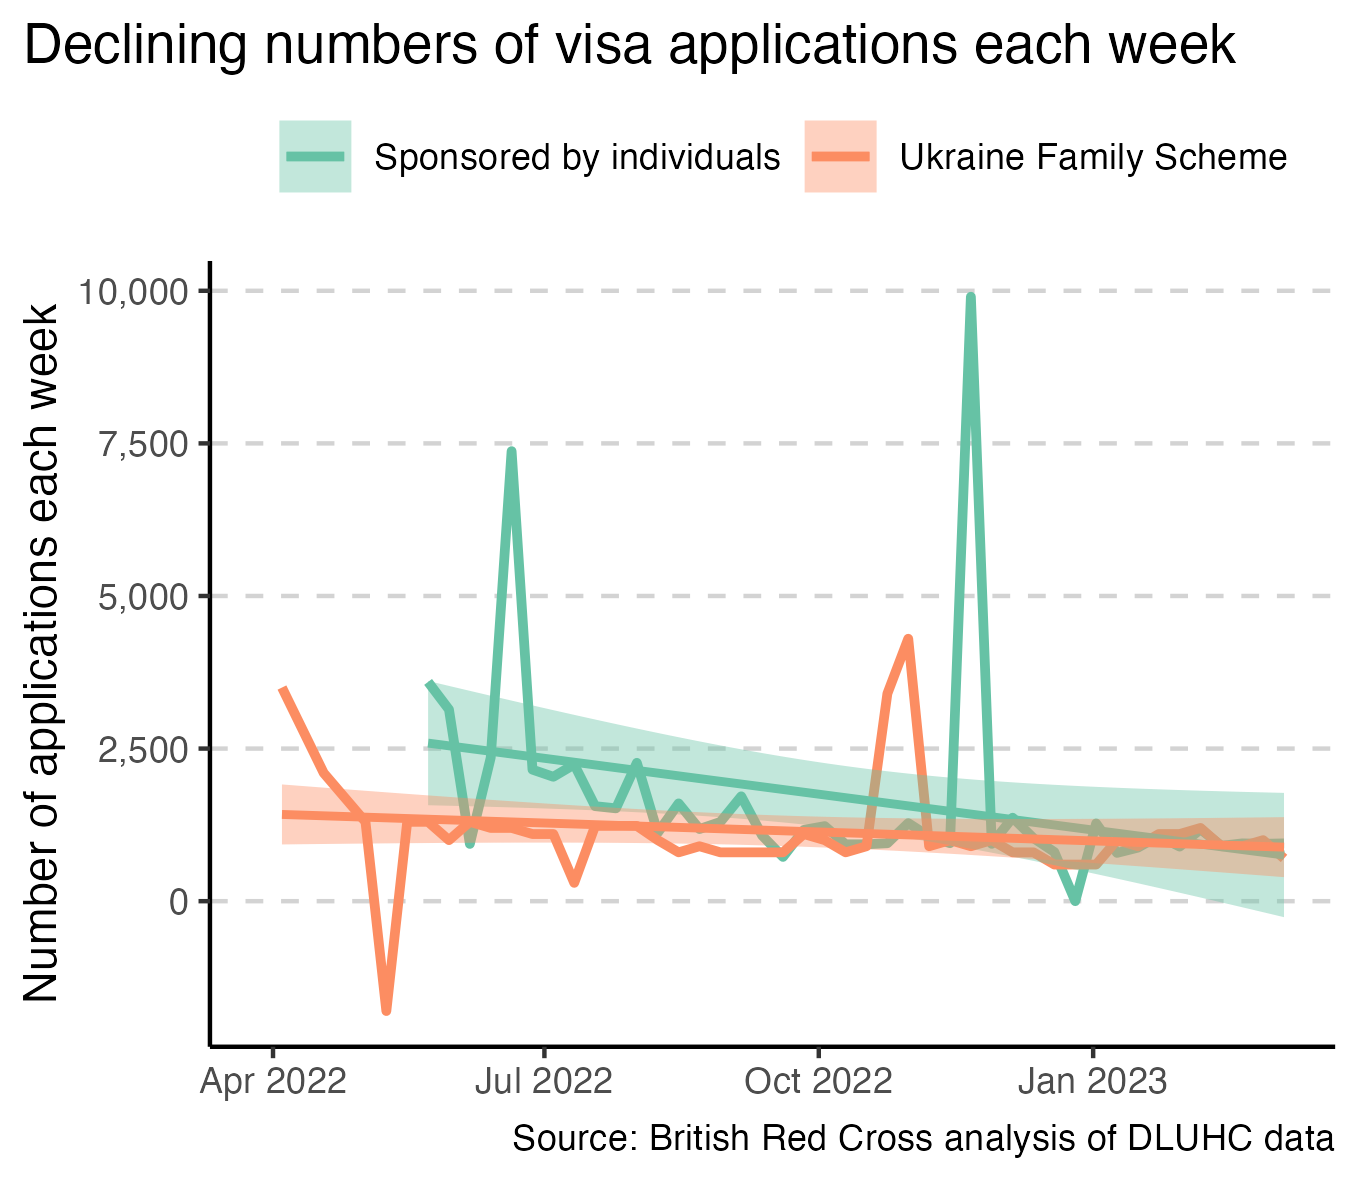 Declining numbers of visa applications each week
Sponsored by individuals
Ukraine Family Scheme
Number of applications each week
10,000
7,500
5,000
2,500
0
Apr 2022
Jul 2022
Oct 2022
Jan 2023
Source: British Red Cross analysis of DLUHC data